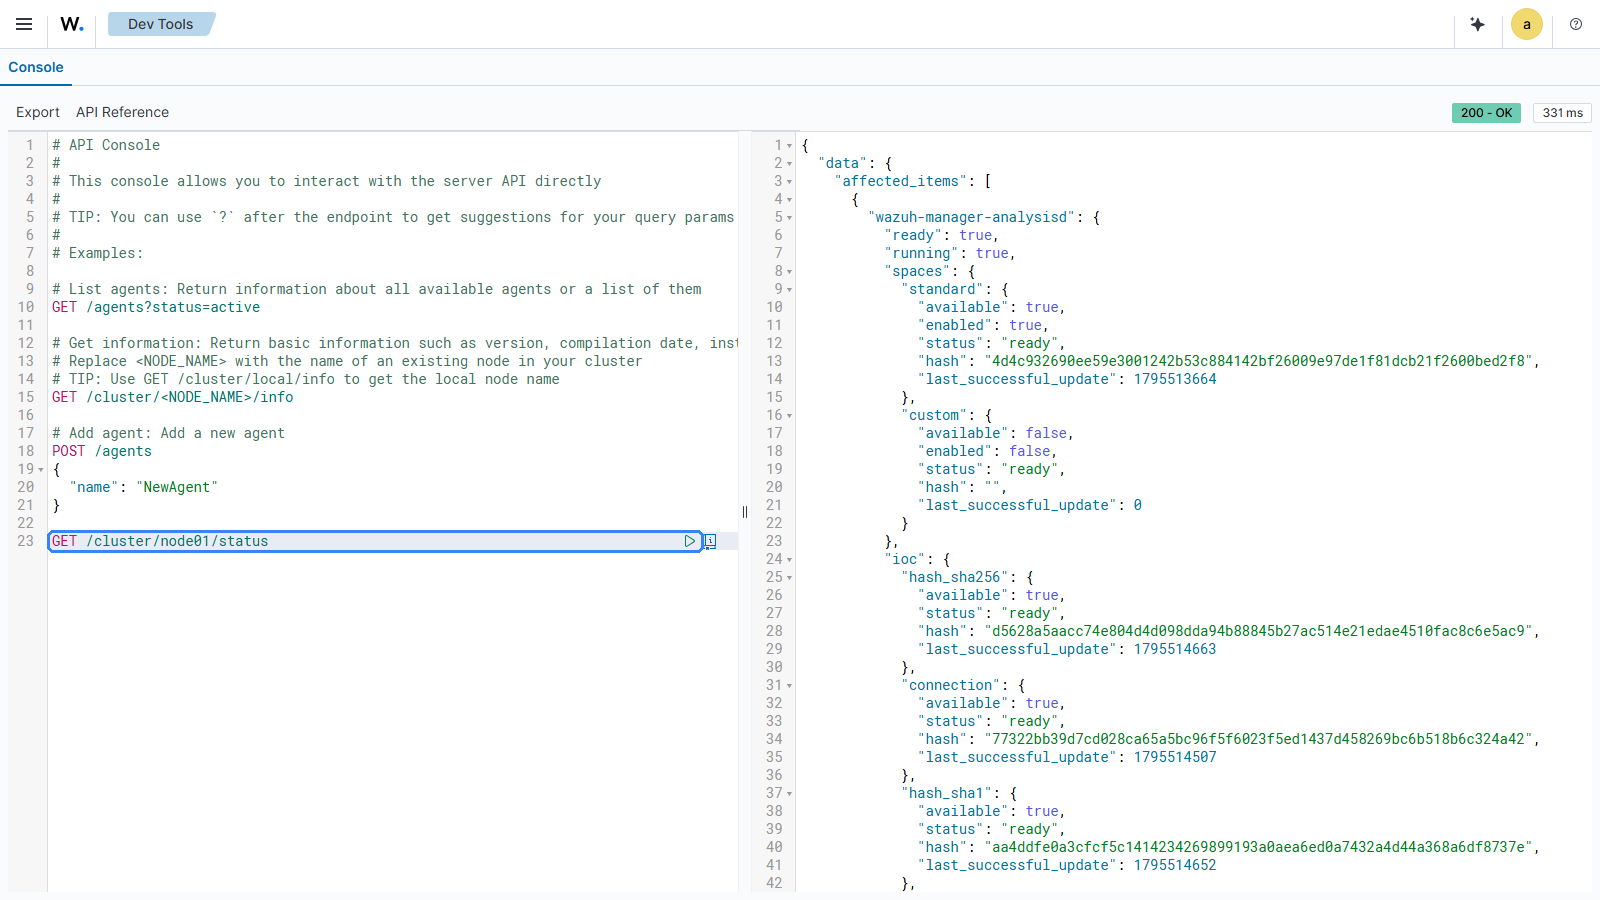 W.
Dev Tools
a
Console
Export API Reference
200 - OK 331 ms
1 # API Console
2 #
3 # This console allows you to interact with the server API directly
4 #
5 # TIP: You can use `?` after the endpoint to get suggestions for your query params
6 #
7 # Examples:
8
9 # List agents: Return information about all available agents or a list of them
10 GET /agents?status=active
11
12 # Get information: Return basic information such as version, compilation date, inst
13 # Replace <NODE_NAME> with the name of an existing node in your cluster
14 # TIP: Use GET /cluster/local/info to get the local node name
15 GET /cluster/<NODE_NAME>/info
16
17 # Add agent: Add a new agent
18 POST /agents
19 {
20 "name": "NewAgent"
21 }
22
23 GET /cluster/node01/status
1 {
2 "data": {
3 "affected_items": [
4 {
5 "wazuh-manager-analysisd": {
6 "ready": true,
7 "running": true,
8 "spaces": {
9 "standard": {
10 "available": true,
11 "enabled": true,
12 "status": "ready",
13 "hash": "4d4c932690ee59e3001242b53c884142bf26009e97de1f81dcb21f2600bed2f8",
14 "last_successful_update": 1795513664
15 },
16 "custom": {
17 "available": false,
18 "enabled": false,
19 "status": "ready",
20 "hash": "",
21 "last_successful_update": 0
22 }
23 },
24 "ioc": {
25 "hash_sha256": {
26 "available": true,
27 "status": "ready",
28 "hash": "d5628a5aacc74e804d4d098dda94b88845b27ac514e21edae4510fac8c6e5ac9",
29 "last_successful_update": 1795514663
30 },
31 "connection": {
32 "available": true,
33 "status": "ready",
34 "hash": "77322bb39d7cd028ca65a5bc96f5f6023f5ed1437d458269bc6b518b6c324a42",
35 "last_successful_update": 1795514507
36 },
37 "hash_sha1": {
38 "available": true,
39 "status": "ready",
40 "hash": "aa4ddfe0a3cfcf5c1414234269899193a0aea6ed0a7432a4d44a368a6df8737e",
41 "last_successful_update": 1795514652
42 },